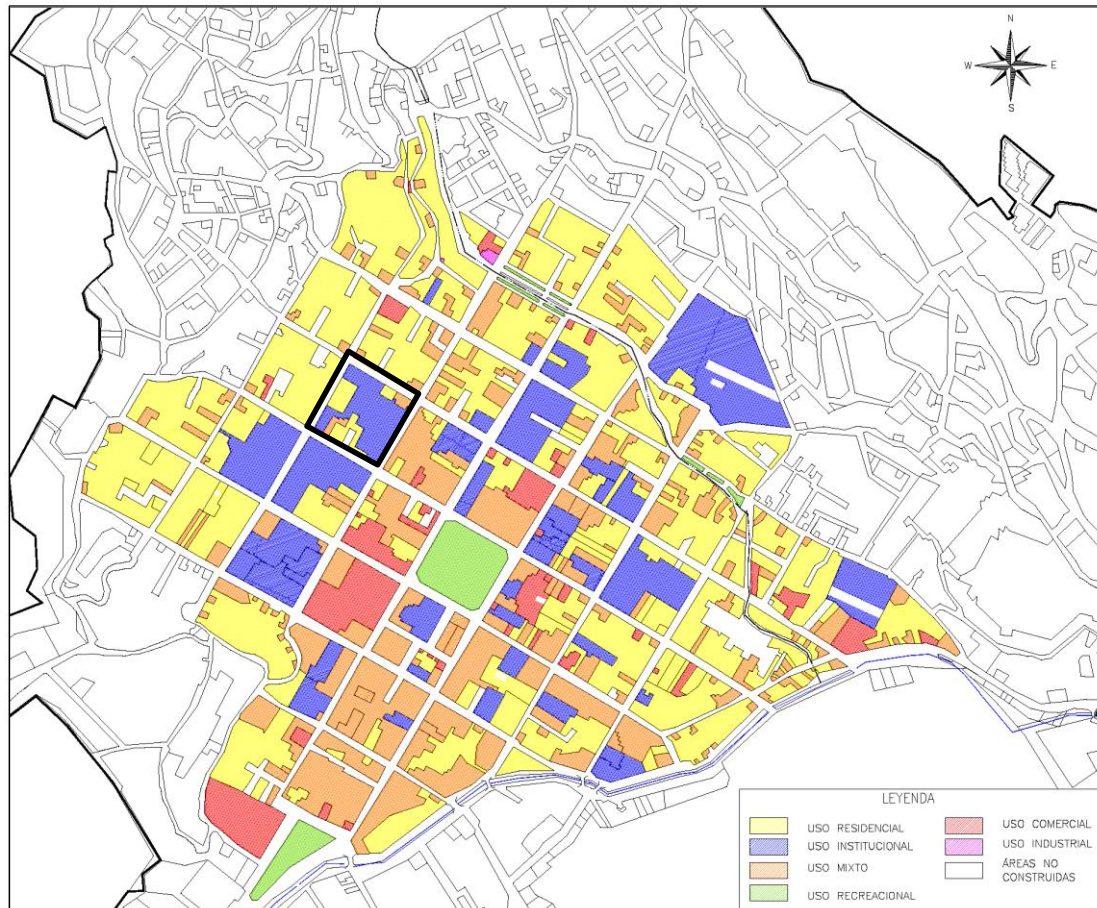 N
W E
S
LEYENDA
USO RESIDENCIAL
USO INSTITUCIONAL
USO MIXTO
USO RECREACIONAL
USO COMERCIAL
USO INDUSTRIAL
ÁREAS NO
CONSTRUIDAS